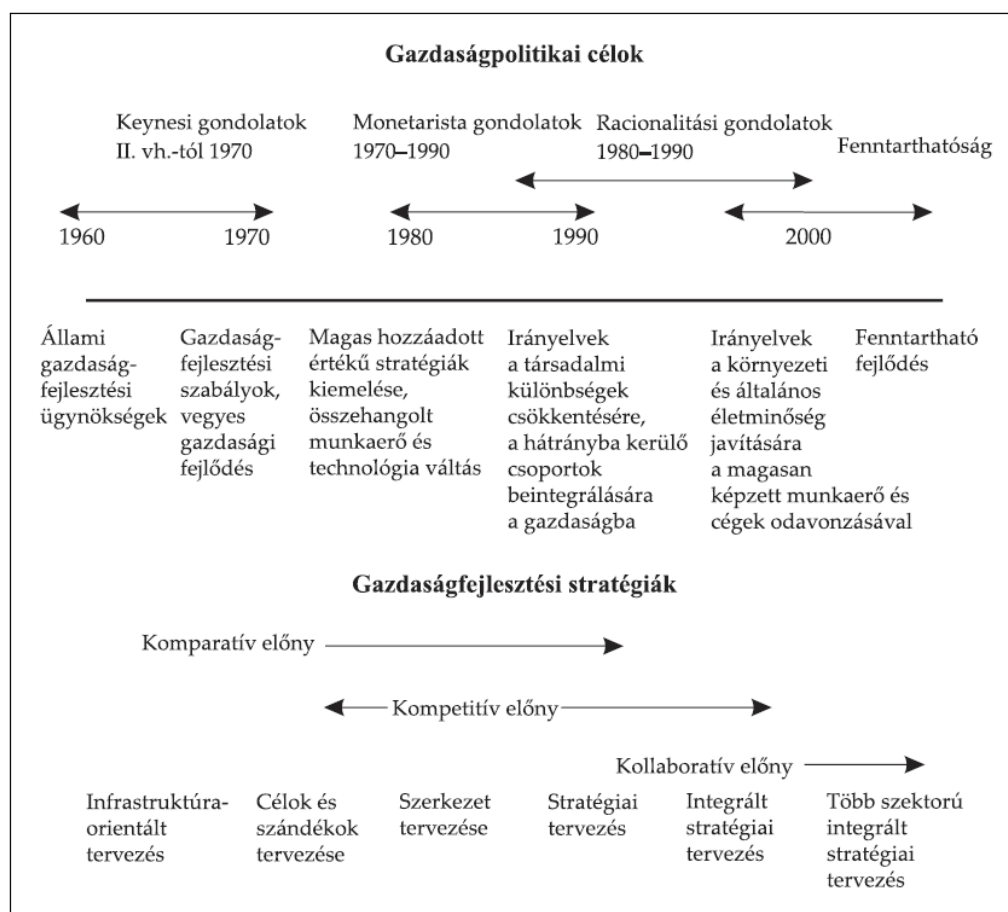 Gazdaságpolitikai célok
Keynesi gondolatok
II. vh.-tól 1970
Monetarista gondolatok
1970–1990
Racionalitási gondolatok
1980–1990
Fenntarthatóság
1960
1970
1980
1990
2000
Állami
gazdaság-
fejlesztési
ügynökségek
Gazdaság-
fejlesztési
szabályok,
vegyes
gazdasági
fejlődés
Magas hozzáadott
értékű stratégiák
kiemelése,
összehangolt
munkaerő és
technológia váltás
Irányelvek
a társadalmi
különbségek
csökkentésére,
a hátrányba kerülő
csoportok
beintegrálására
a gazdaságba
Irányelvek
a környezeti
és általános
életminőség
javítására
a magasan
képzett munkaerő és
cégek odavonzásával
Fenntartható
fejlődés
Gazdaságfejlesztési stratégiák
Komparatív előny
Kompetitív előny
Kollaboratív előny
Infrastruktúra-
orientált
tervezés
Célok és
szándékok
tervezése
Szerkezet
tervezése
Stratégiai
tervezés
Integrált
stratégiai
tervezés
Több szektorú
integrált
stratégiai
tervezés